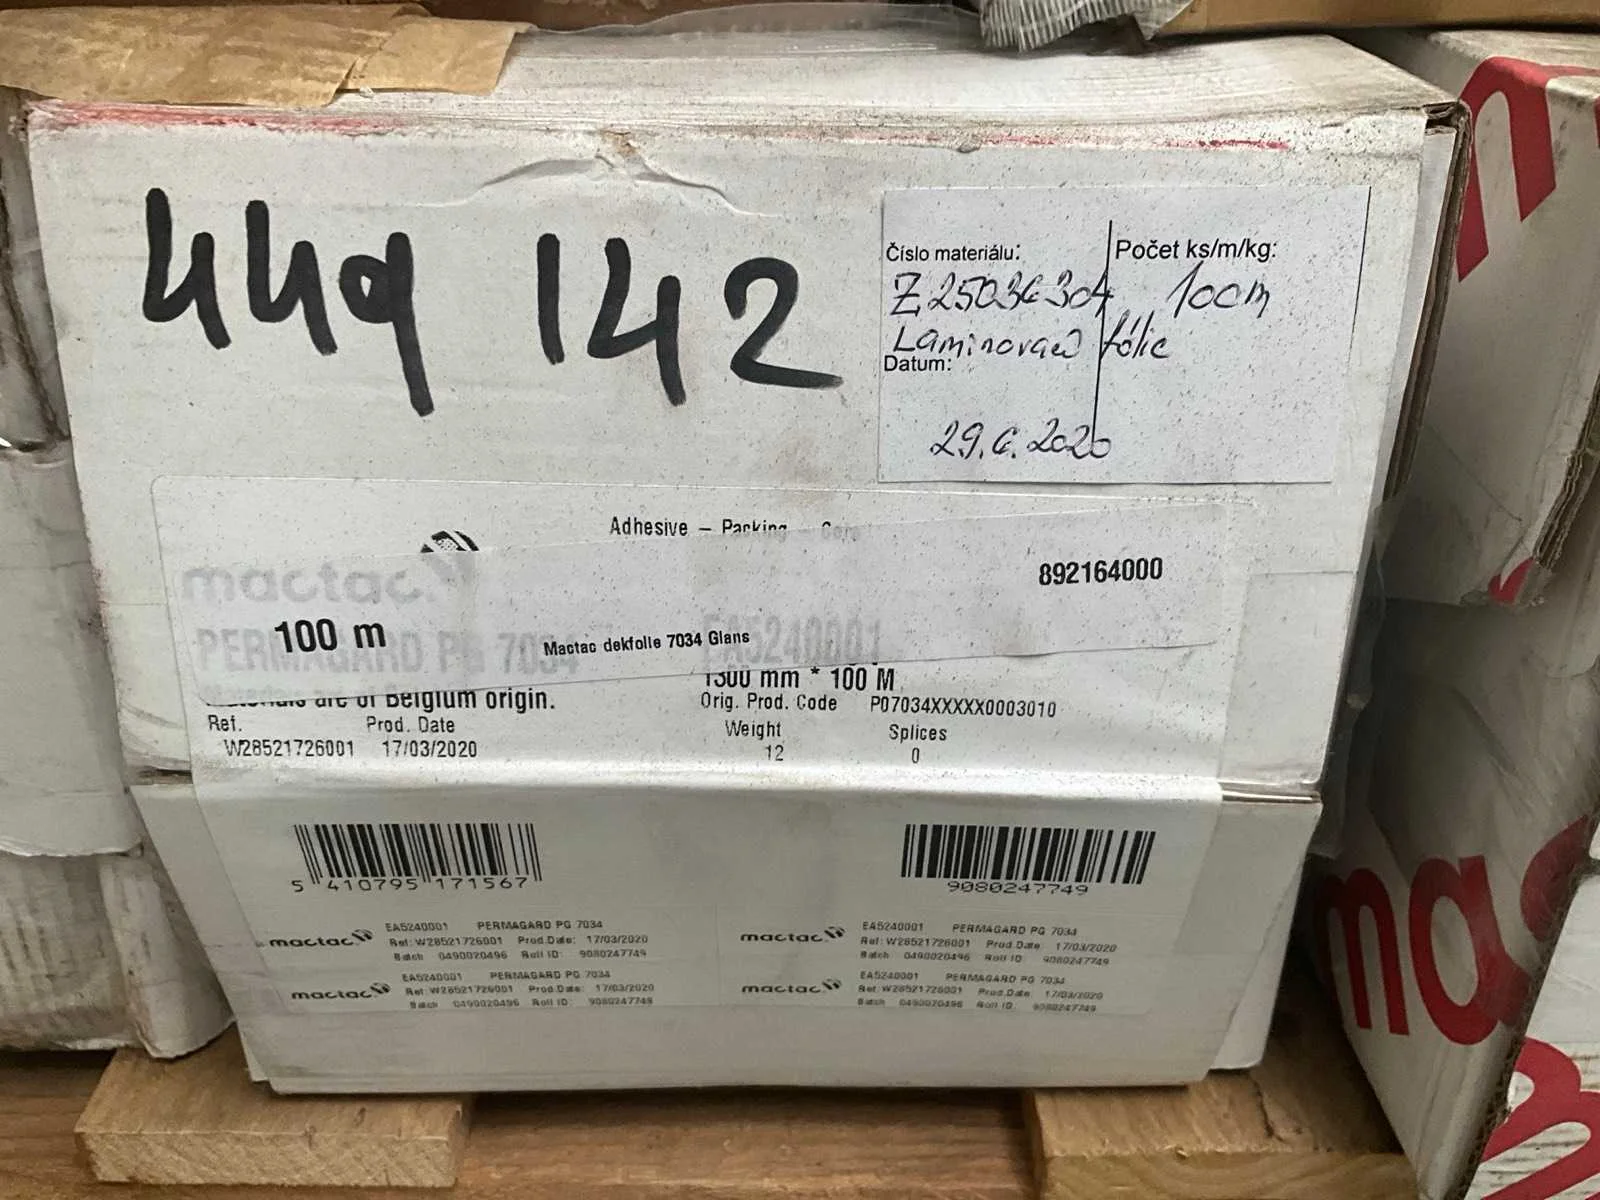 449 142
Číslo materiálu:
Počet ks/m/kg:
Z25036304
100m
Laminovací fólie
Datum:
29.6.2020
Adhesive – Packing – Core
mactac
892164000
100 m
Mactac dekfolie 7034 Glans
PERMAGARD PG 7034
EA5240001
1300 mm * 100 M
Materials are of Belgium origin.
Orig. Prod. Code P07034XXXXX0003010
Ref. Prod. Date
Weight Splices
W28521726001 17/03/2020
12 0
5 410795 171567
9080247749
mactac
EA5240001 PERMAGARD PG 7034
Ref: W28521726001 Prod.Date: 17/03/2020
Batch 0490020496 Roll ID: 9080247749
mactac
EA5240001 PERMAGARD PG 7034
Ref: W28521726001 Prod.Date: 17/03/2020
Batch 0490020496 Roll ID: 9080247749
mactac
EA5240001 PERMAGARD PG 7034
Ref: W28521726001 Prod.Date: 17/03/2020
Batch 0490020496 Roll ID: 9080247749
mactac
EA5240001 PERMAGARD PG 7034
Ref: W28521726001 Prod.Date: 17/03/2020
Batch 0490020496 Roll ID: 9080247749